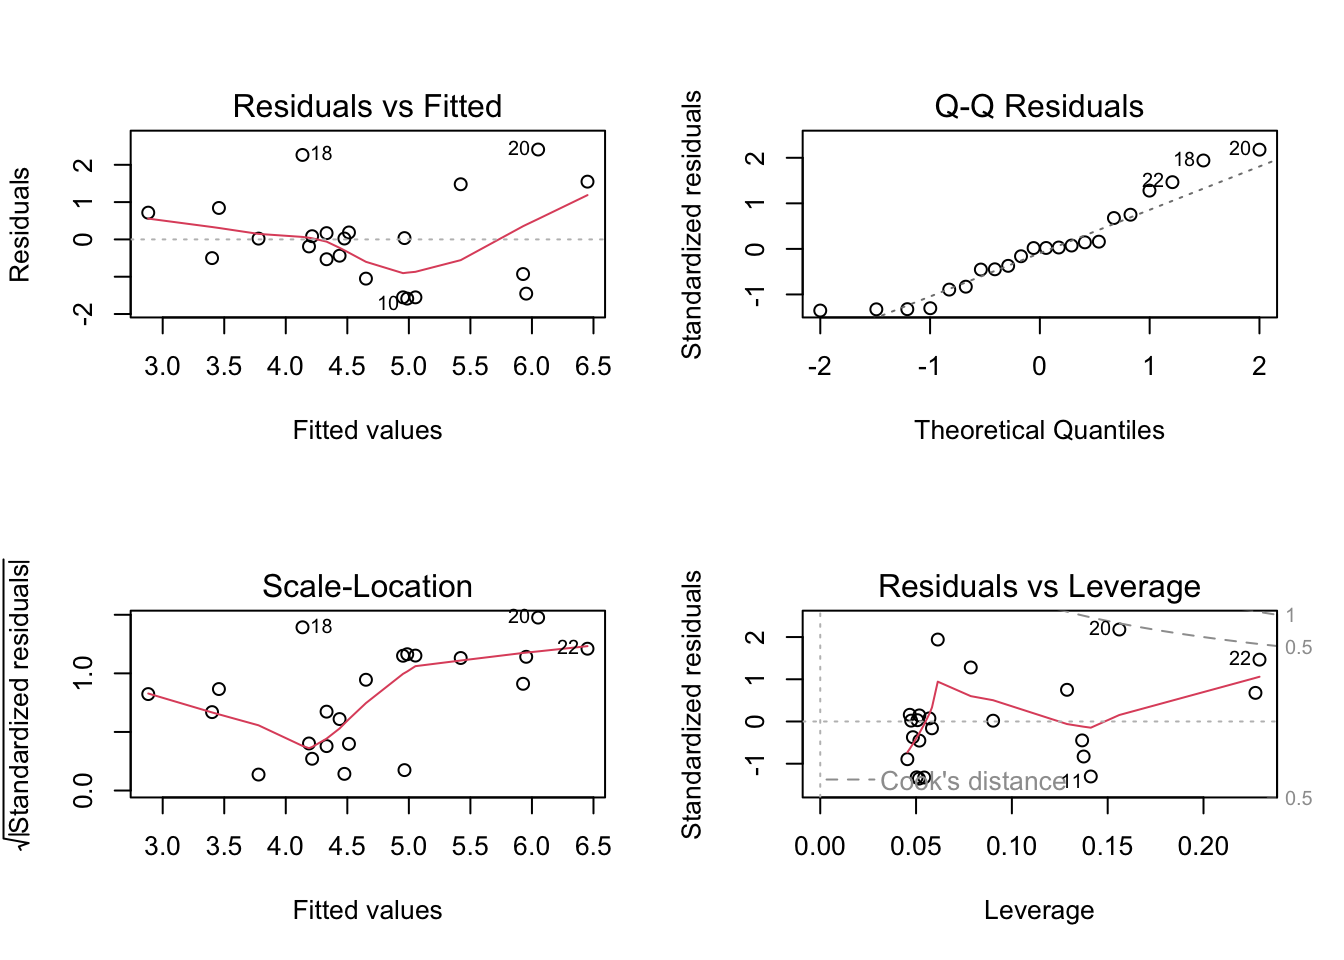 Residuals vs Fitted
Residuals
2
1
0
-2
18
20
10
3.0 3.5 4.0 4.5 5.0 5.5 6.0 6.5
Fitted values
Q-Q Residuals
Standardized residuals
2
1
0
-1
18
20
22
-2 -1 0 1 2
Theoretical Quantiles
Scale-Location
√|Standardized residuals|
1.0
0.0
18
20
22
3.0 3.5 4.0 4.5 5.0 5.5 6.0 6.5
Fitted values
Residuals vs Leverage
Standardized residuals
2
1
0
-1
20
22
11
Cook's distance
1
0.5
0.5
0.00 0.05 0.10 0.15 0.20
Leverage